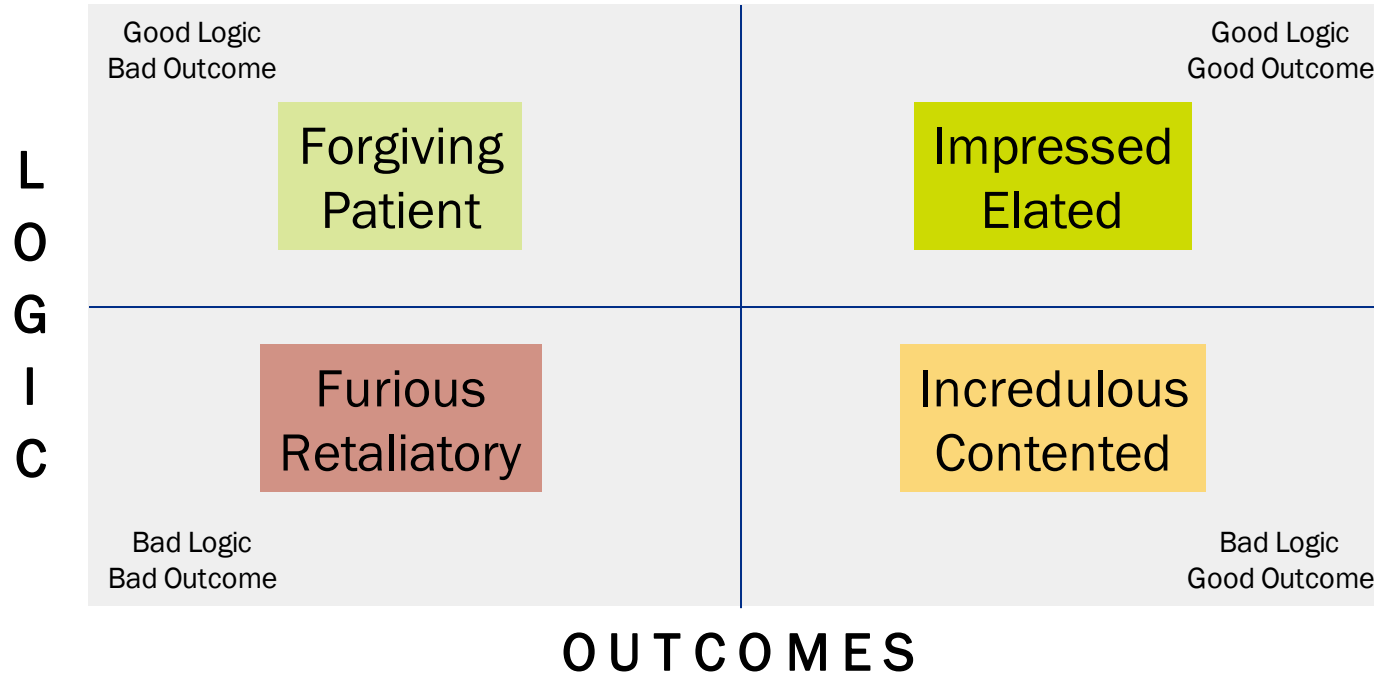 Good Logic
Bad Outcome
Good Logic
Good Outcome
Forgiving
Patient
Impressed
Elated
LOGIC
Furious
Retaliatory
Incredulous
Contented
Bad Logic
Bad Outcome
Bad Logic
Good Outcome
OUTCOMES